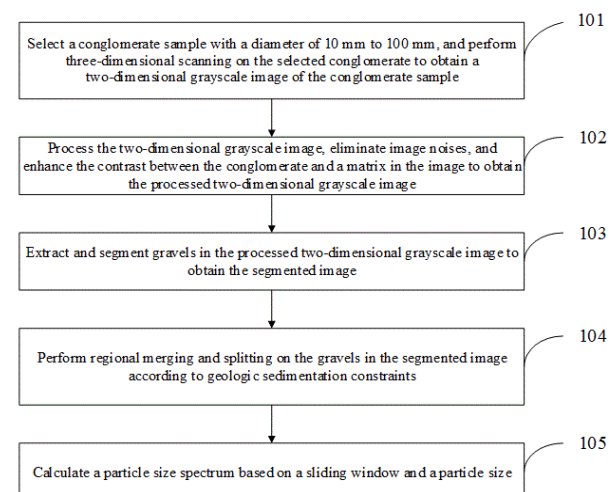 101
Select a conglomerate sample with a diameter of 10 mm to 100 mm, and perform
three-dimensional scanning on the selected conglomerate to obtain a
two-dimensional grayscale image of the conglomerate sample
102
Process the two-dimensional grayscale image, eliminate image noises, and
enhance the contrast between the conglomerate and a matrix in the image to obtain
the processed two-dimensional grayscale image
103
Extract and segment gravels in the processed two-dimensional grayscale image to
obtain the segmented image
104
Perform regional merging and splitting on the gravels in the segmented image
according to geologic sedimentation constraints
105
Calculate a particle size spectrum based on a sliding window and a particle size